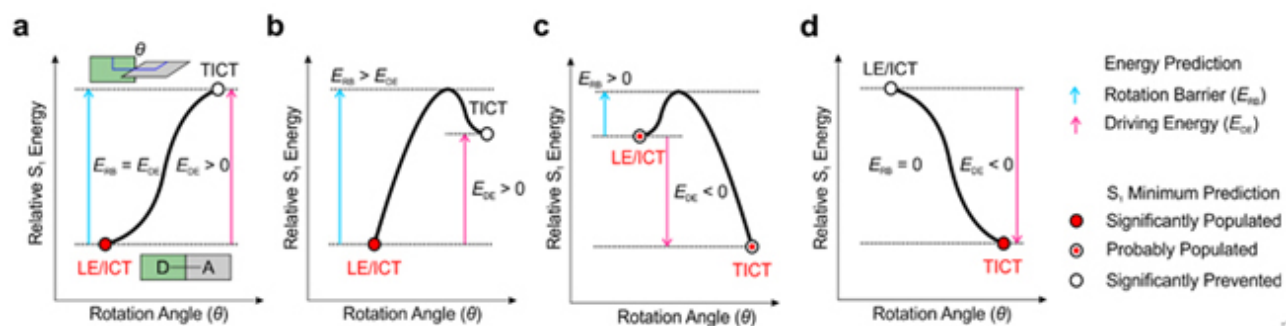 a
θ
TICT
E_RB = E_DE
E_DE > 0
LE/ICT
D—A
Relative S₁ Energy
Rotation Angle (θ)
b
E_RB > E_DE
TICT
E_DE > 0
LE/ICT
Relative S₁ Energy
Rotation Angle (θ)
c
E_RB > 0
LE/ICT
E_DE < 0
TICT
Relative S₁ Energy
Rotation Angle (θ)
d
LE/ICT
E_RB = 0
E_DE < 0
TICT
Relative S₁ Energy
Rotation Angle (θ)
Energy Prediction
Rotation Barrier (E_RB)
Driving Energy (E_DE)
S₁ Minimum Prediction
Significantly Populated
Probably Populated
Significantly Prevented